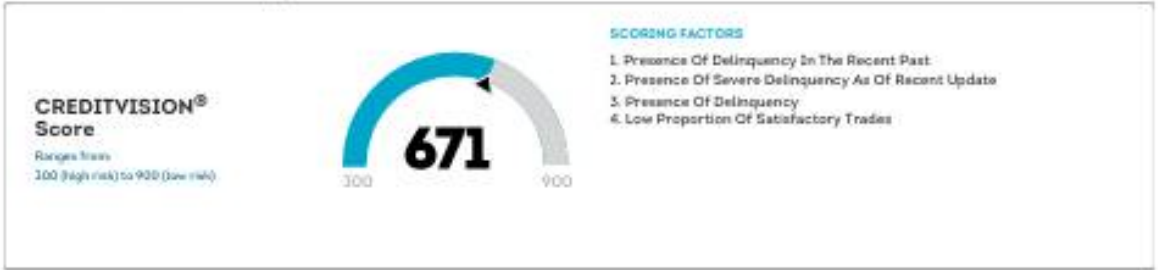 CREDITVISION®
Score
Ranges from
300 (high risk) to 900 (low risk)
671
300
900
SCORING FACTORS
1. Presence Of Delinquency In The Recent Past
2. Presence Of Severe Delinquency As Of Recent Update
3. Presence Of Delinquency
4. Low Proportion Of Satisfactory Trades